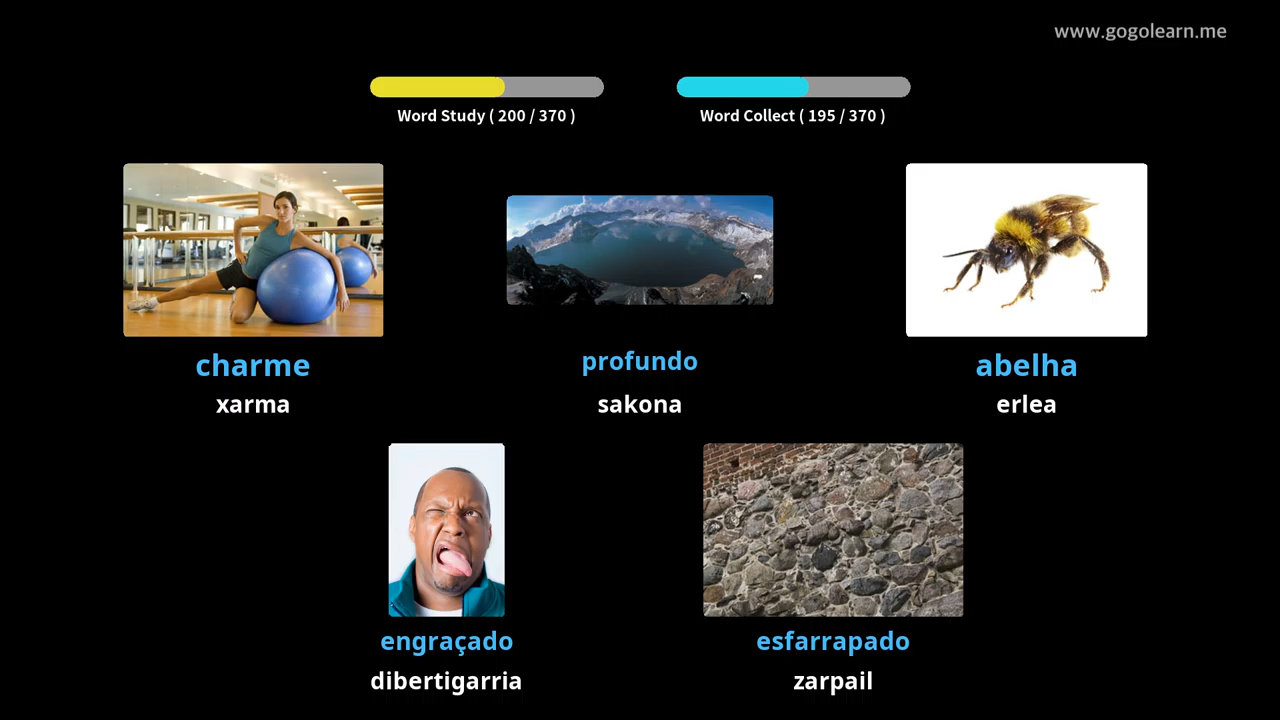 www.gogolearn.me
Word Study ( 200 / 370 )
Word Collect ( 195 / 370 )
charme
xarma
profundo
sakona
abelha
erlea
engraçado
dibertigarria
esfarrapado
zarpail